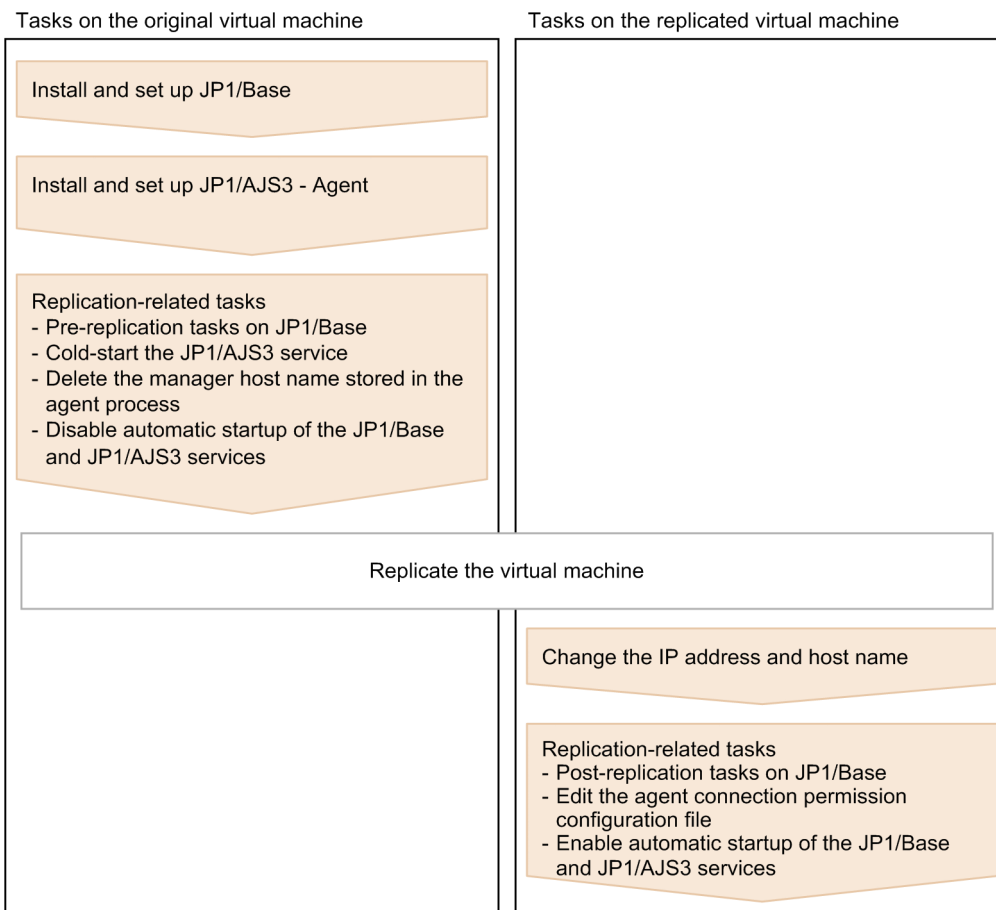 Tasks on the original virtual machine
Tasks on the replicated virtual machine
Install and set up JP1/Base
Install and set up JP1/AJS3 - Agent
Replication-related tasks
- Pre-replication tasks on JP1/Base
- Cold-start the JP1/AJS3 service
- Delete the manager host name stored in the
agent process
- Disable automatic startup of the JP1/Base
and JP1/AJS3 services
Replicate the virtual machine
Change the IP address and host name
Replication-related tasks
- Post-replication tasks on JP1/Base
- Edit the agent connection permission
configuration file
- Enable automatic startup of the JP1/Base
and JP1/AJS3 services